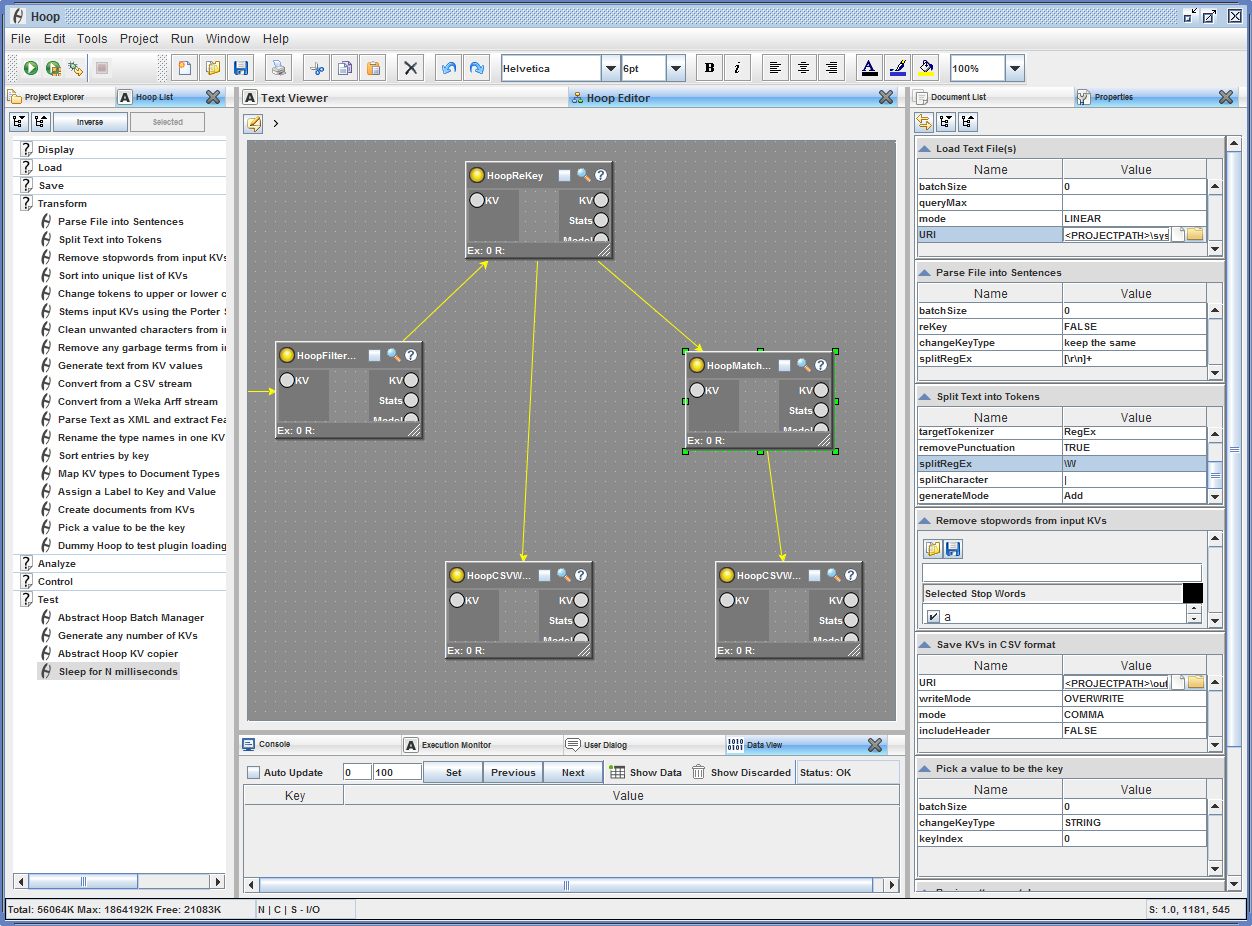 Hoop
File Edit Tools Project Run Window Help
Helvetica 6pt B i A 100%
Project Explorer
Hoop List
Inverse
Selected
? Display
? Load
? Save
? Transform
Parse File into Sentences
Split Text into Tokens
Remove stopwords from input KVs
Sort into unique list of KVs
Change tokens to upper or lower c
Stems input KVs using the Porter
Clean unwanted characters from i
Remove any garbage terms from i
Generate text from KV values
Convert from a CSV stream
Convert from a Weka Arff stream
Parse Text as XML and extract Fea
Rename the type names in one KV
Sort entries by key
Map KV types to Document Types
Assign a Label to Key and Value
Create documents from KVs
Pick a value to be the key
Dummy Hoop to test plugin loading
? Analyze
? Control
? Test
Abstract Hoop Batch Manager
Generate any number of KVs
Abstract Hoop KV copier
Sleep for N milliseconds
A Text Viewer
Hoop Editor
>
HoopReKey ?
KV KV
Stats
Model
Ex: 0 R:
HoopFilter... ?
KV KV
Stats
Model
Ex: 0 R:
HoopMatch... ?
KV KV
Stats
Model
Ex: 0 R:
HoopCSVW... ?
KV KV
Stats
Model
Ex: 0 R:
HoopCSVW... ?
KV KV
Stats
Model
Ex: 0 R:
Console
A Execution Monitor
User Dialog
1010 0101 Data View
Auto Update 0 100 Set Previous Next Show Data Show Discarded Status: OK
Key Value
Document List
Properties
Load Text File(s)
Name Value
batchSize 0
queryMax
mode LINEAR
URI <PROJECTPATH>\sys
Parse File into Sentences
Name Value
batchSize 0
reKey FALSE
changeKeyType keep the same
splitRegEx [\r\n]+
Split Text into Tokens
Name Value
targetTokenizer RegEx
removePunctuation TRUE
splitRegEx \W
splitCharacter |
generateMode Add
Remove stopwords from input KVs
Selected Stop Words
a
Save KVs in CSV format
Name Value
URI <PROJECTPATH>\out
writeMode OVERWRITE
mode COMMA
includeHeader FALSE
Pick a value to be the key
Name Value
batchSize 0
changeKeyType STRING
keyIndex 0
Total: 56064K Max: 1864192K Free: 21083K
N | C | S - I/O
S: 1.0, 1181, 545